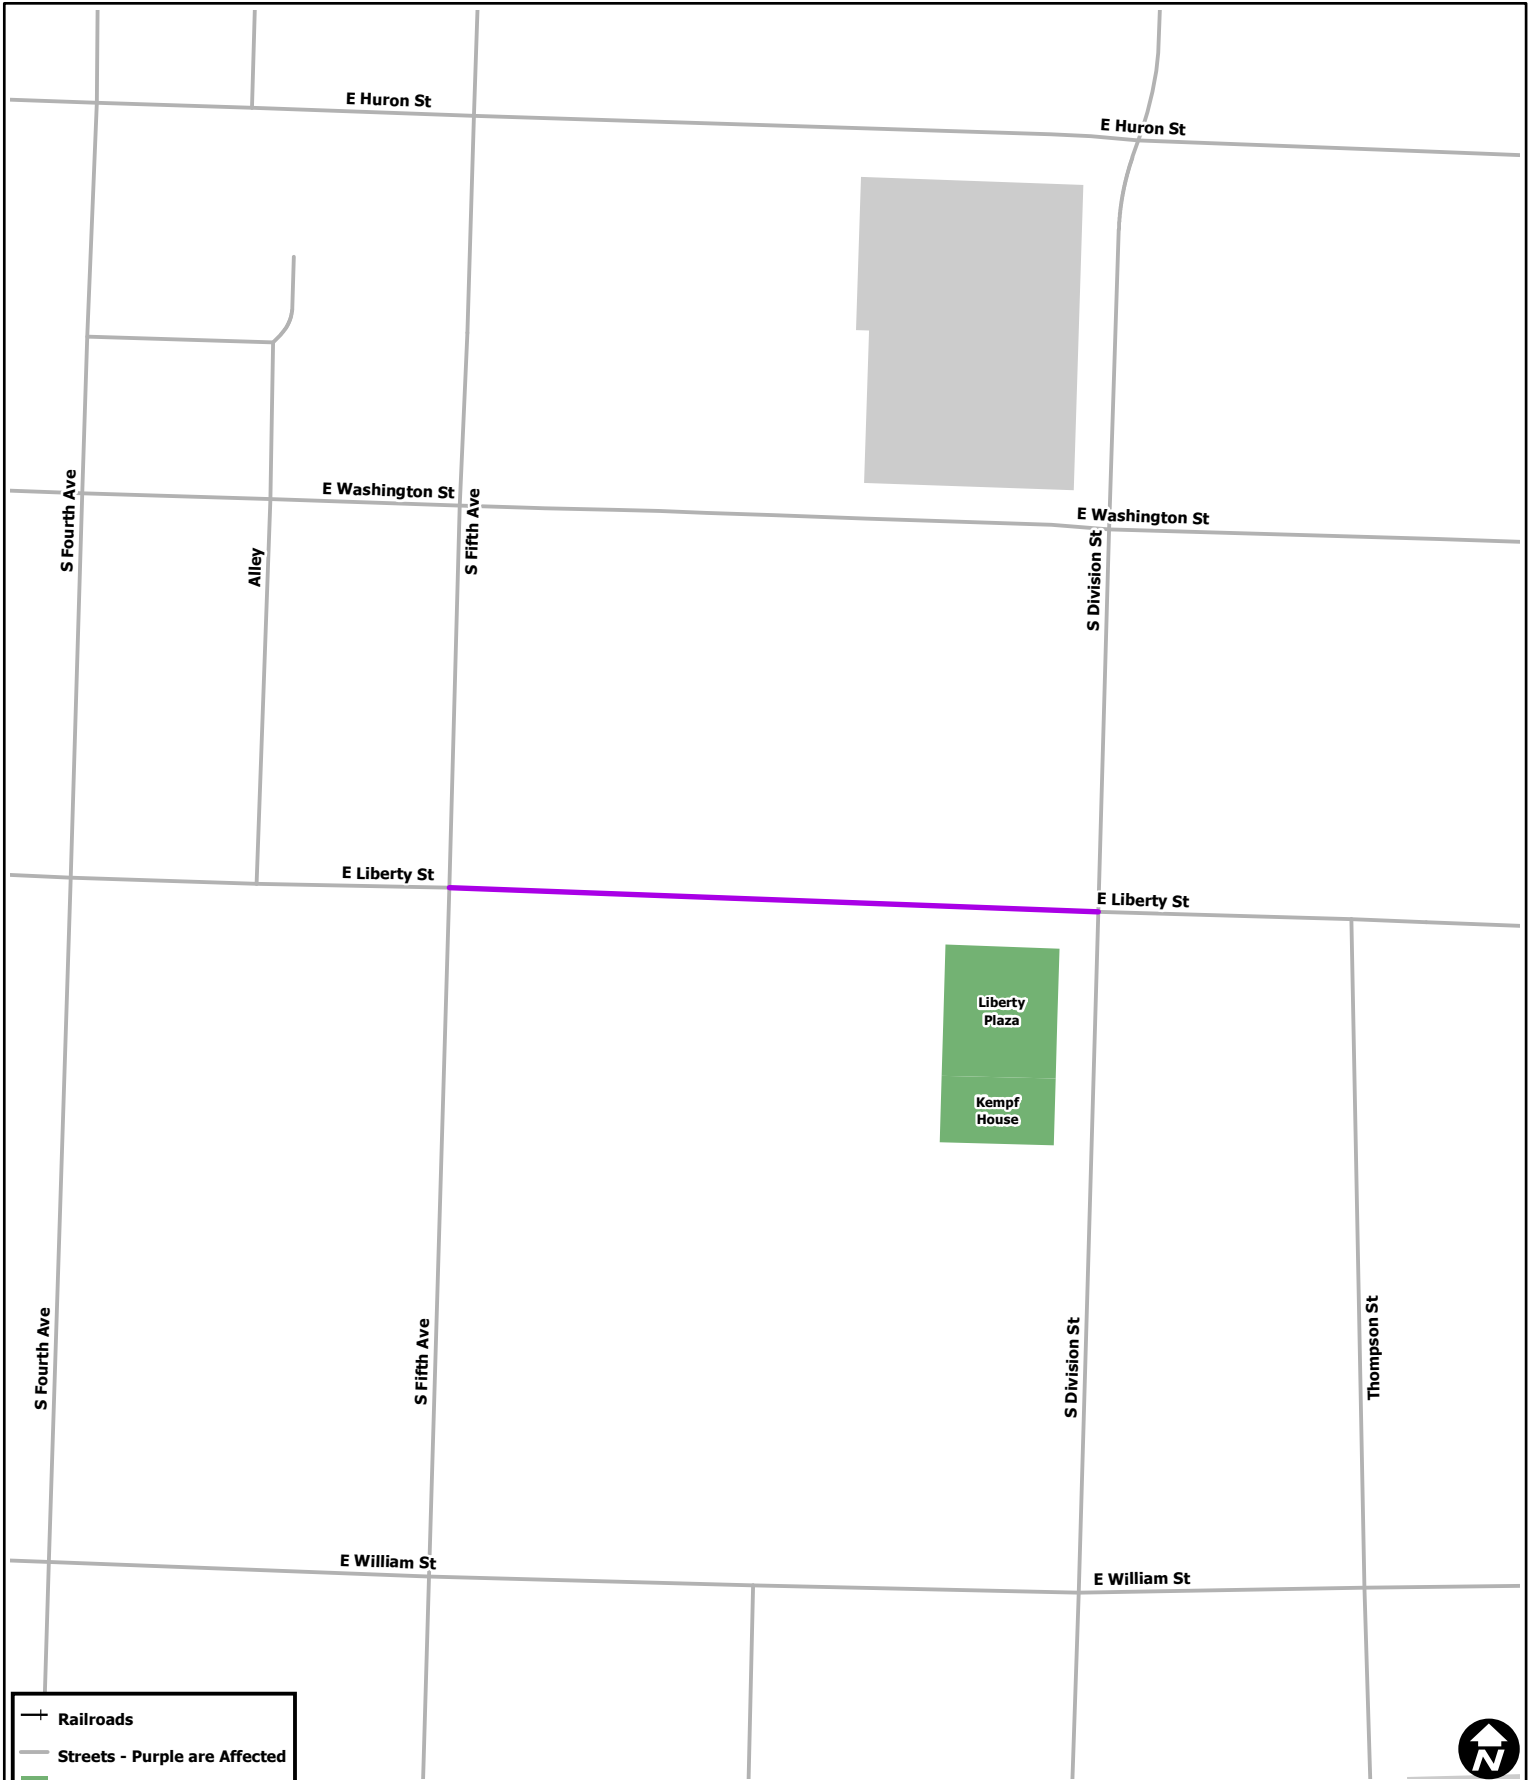 E Huron St
E Huron St
S Fourth Ave
E Washington St
S Fifth Ave
E Washington St
Alley
S Division St
E Liberty St
E Liberty St
Liberty
Plaza
Kempf
House
S Fourth Ave
S Fifth Ave
S Division St
Thompson St
E William St
E William St
Railroads
Streets - Purple are Affected
N